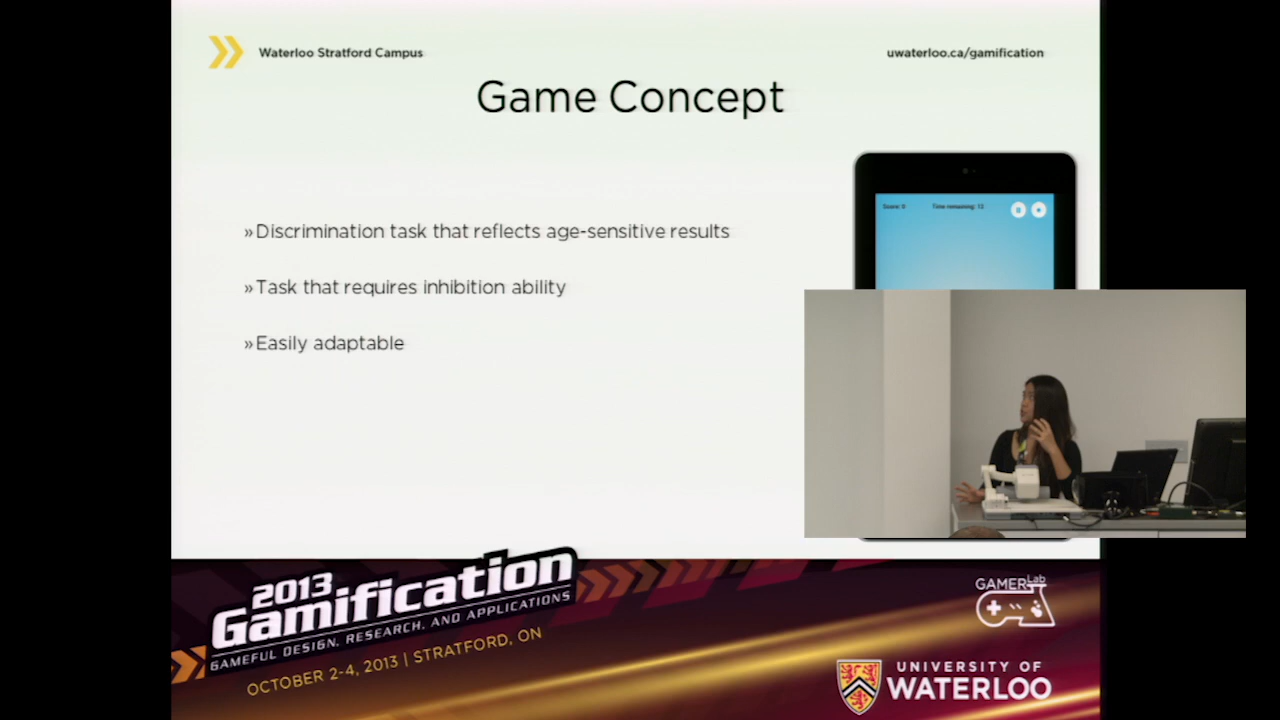 Waterloo Stratford Campus
uwaterloo.ca/gamification
Game Concept
» Discrimination task that reflects age-sensitive results
» Task that requires inhibition ability
» Easily adaptable
Score: 0 Time remaining: 13
2013
Gamification
GAMEFUL DESIGN, RESEARCH, AND APPLICATIONS
OCTOBER 2-4, 2013 | STRATFORD, ON
GAMER Lab
UNIVERSITY OF
WATERLOO